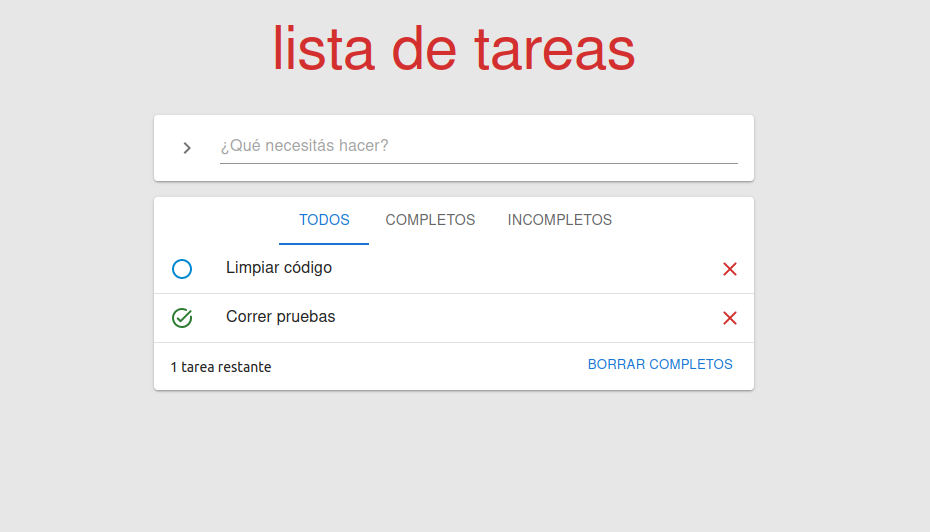 lista de tareas
¿Qué necesitás hacer?
TODOS COMPLETOS INCOMPLETOS
Limpiar código
Correr pruebas
1 tarea restante BORRAR COMPLETOS